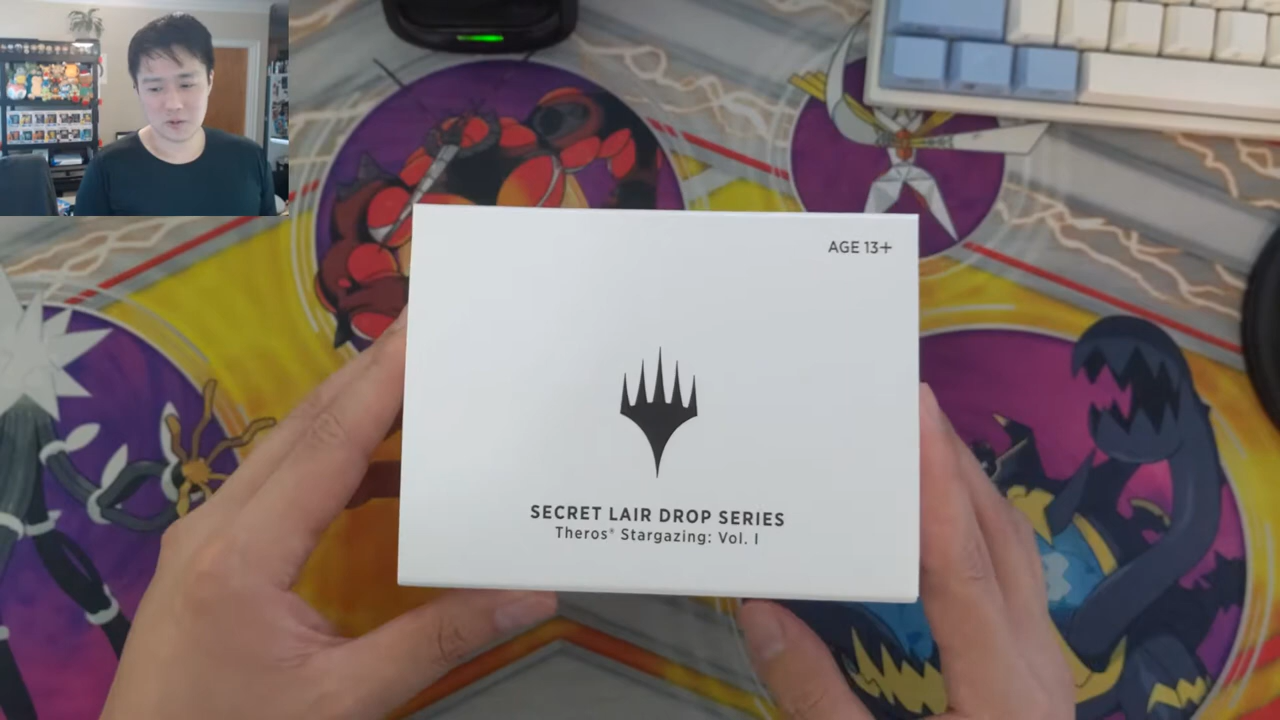 AGE 13+
SECRET LAIR DROP SERIES
Theros® Stargazing: Vol. I